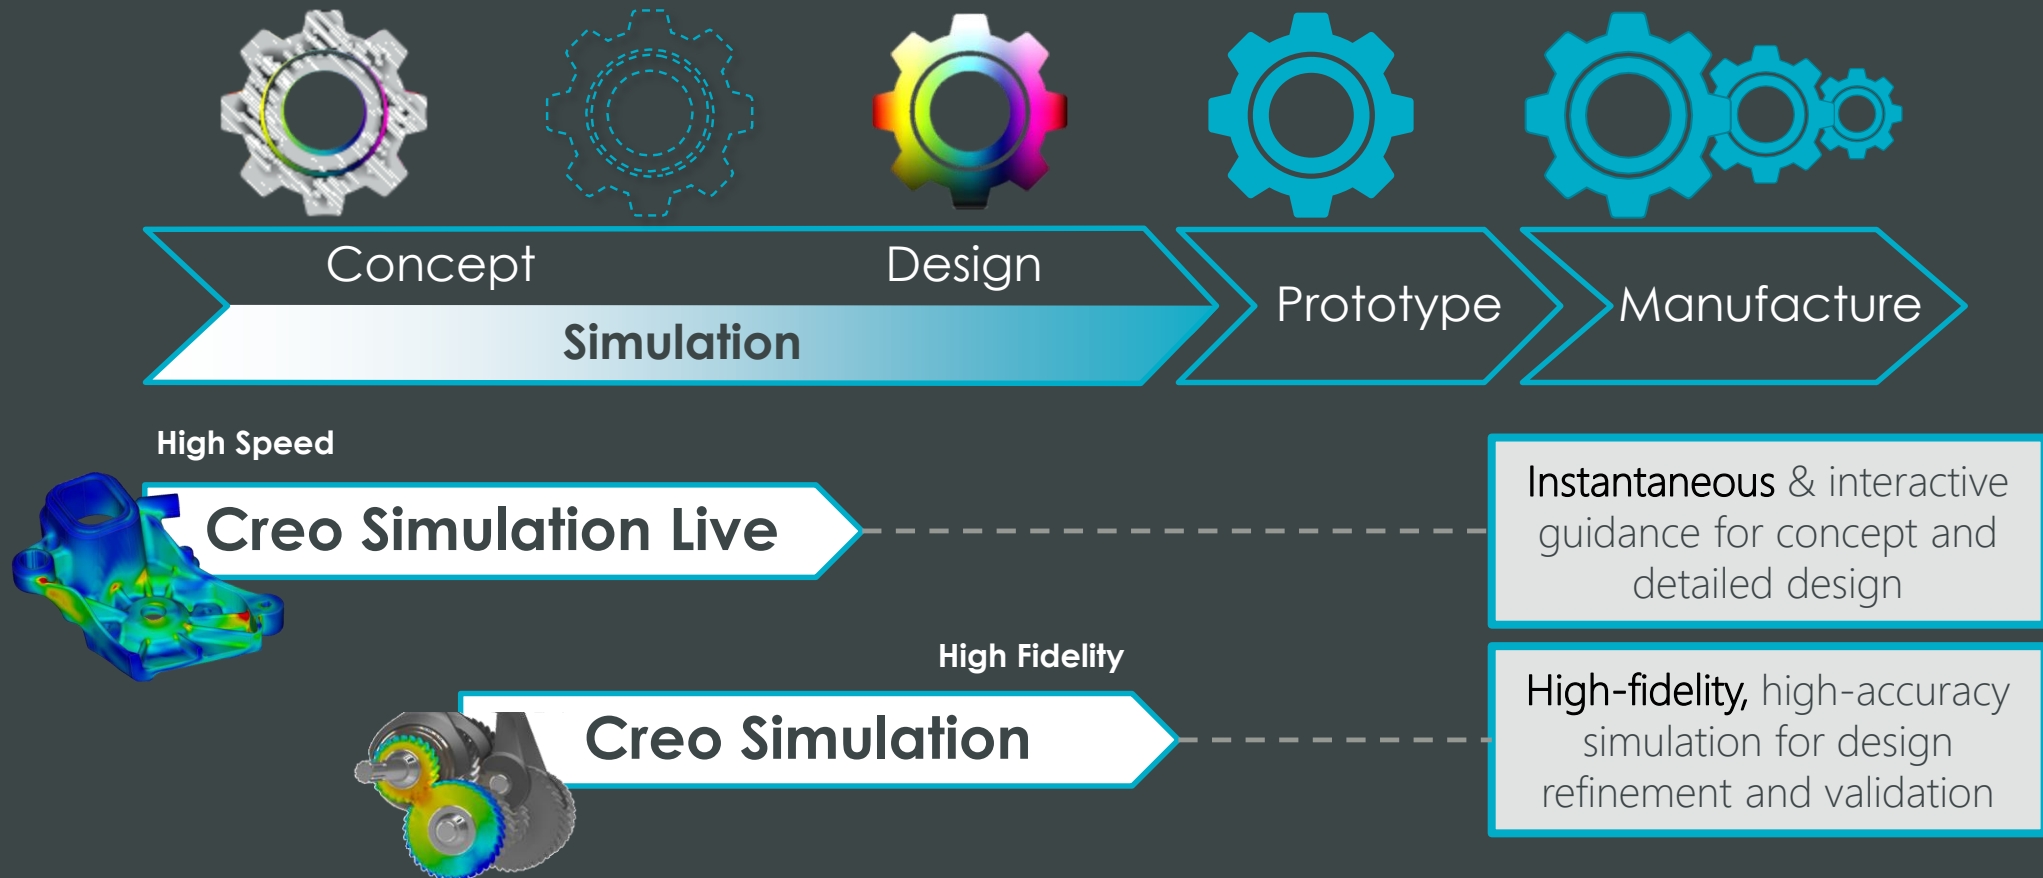 Concept
Design
Simulation
Prototype
Manufacture
High Speed
Creo Simulation Live
Instantaneous & interactive
guidance for concept and
detailed design
High Fidelity
Creo Simulation
High-fidelity, high-accuracy
simulation for design
refinement and validation